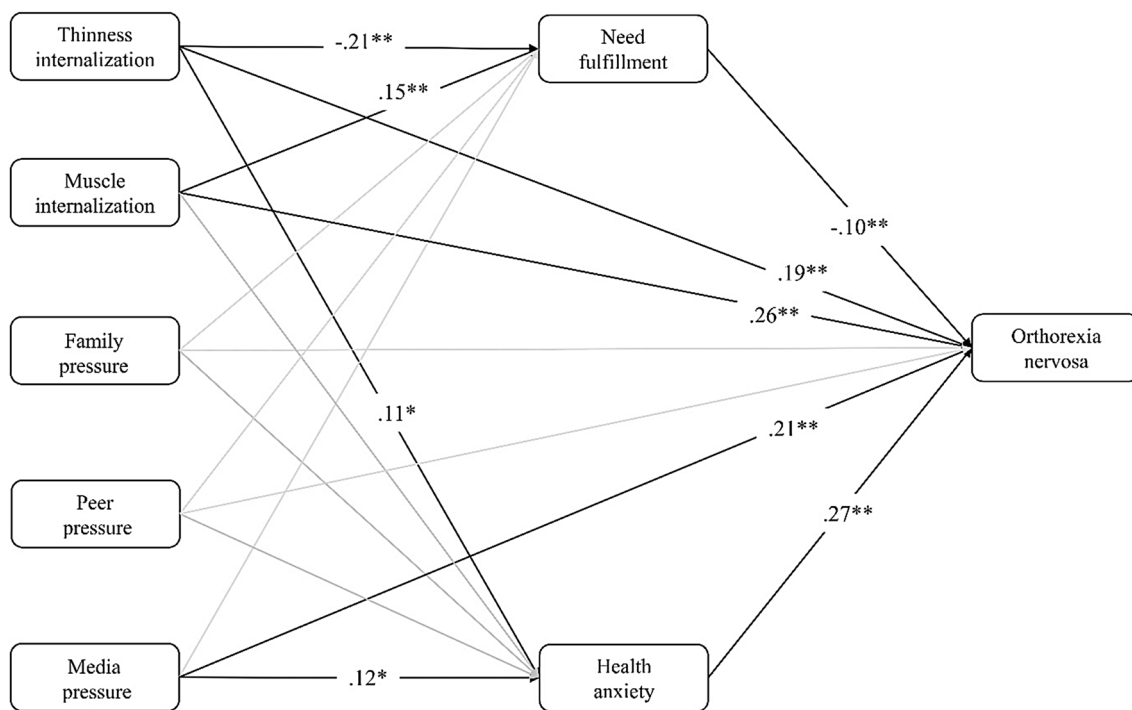 Thinness
internalization
-.21**
Need
fulfillment
.15**
Muscle
internalization
-.10**
.19**
.26**
Family
pressure
Orthorexia
nervosa
.11*
.21**
Peer
pressure
.27**
Media
pressure
.12*
Health
anxiety